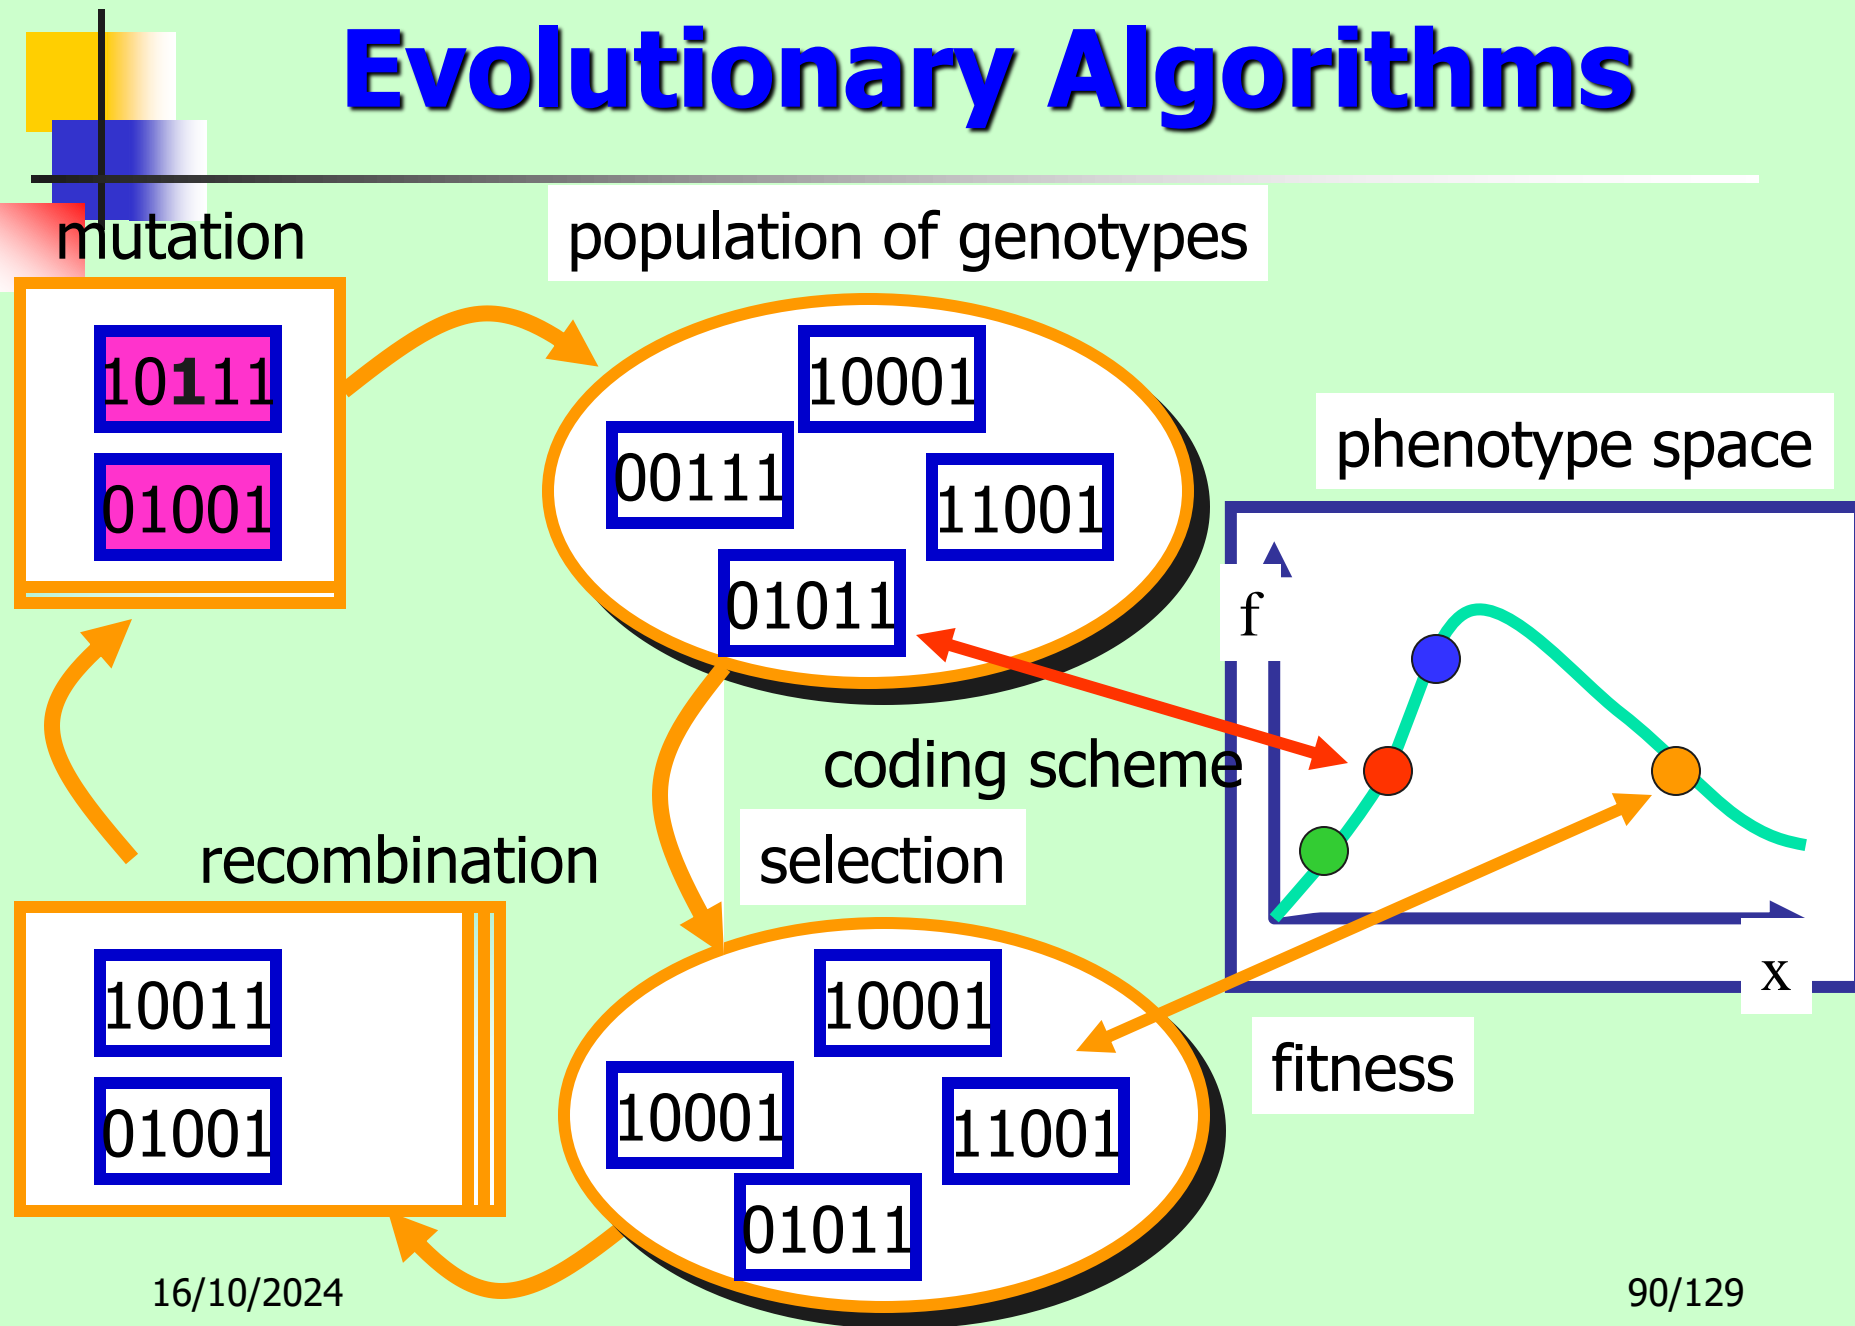 Evolutionary Algorithms
mutation
population of genotypes
10111
01001
10001
00111
11001
01011
phenotype space
f
x
coding scheme
recombination
selection
10011
01001
10001
10001
11001
01011
fitness
16/10/2024
90/129